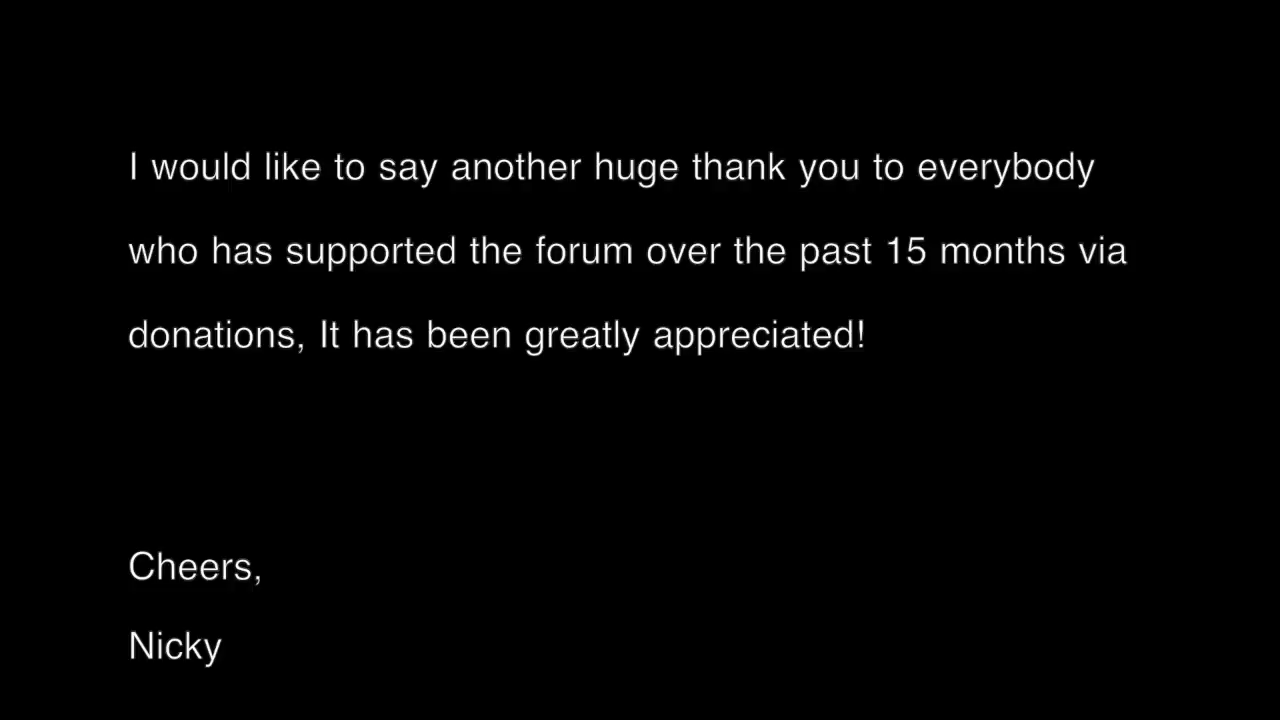 I would like to say another huge thank you to everybody
who has supported the forum over the past 15 months via
donations, It has been greatly appreciated!
Cheers,
Nicky